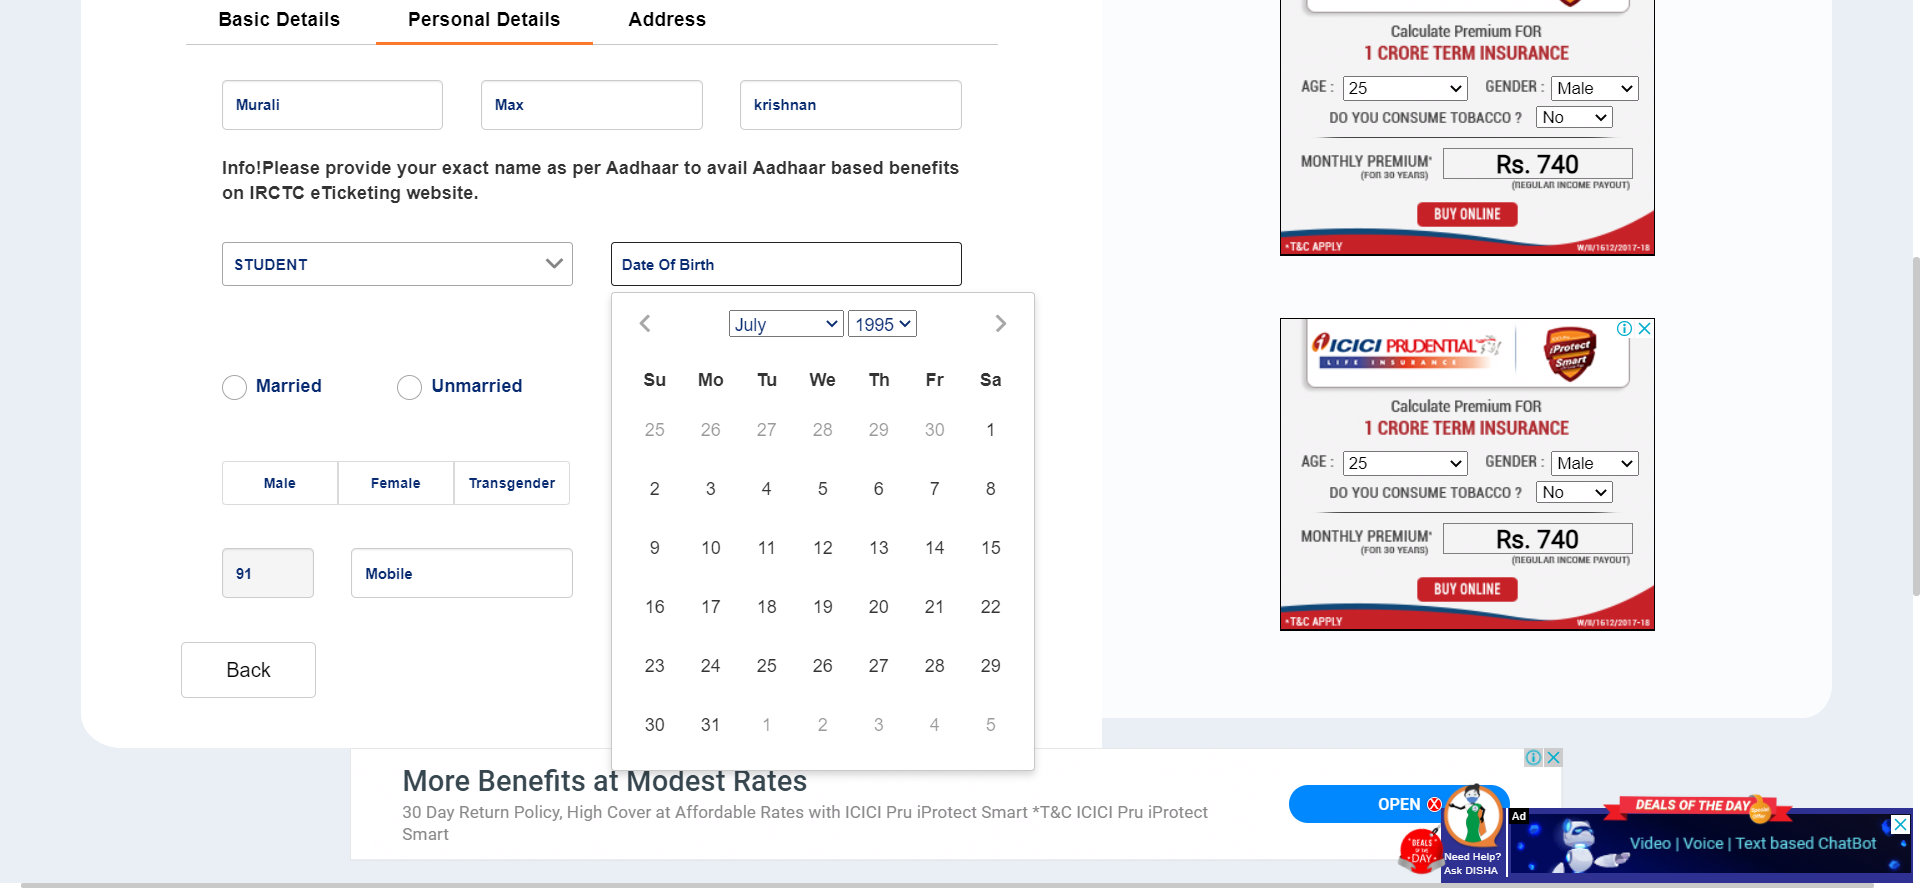 Basic Details
Personal Details
Address
Murali
Max
krishnan
Info!Please provide your exact name as per Aadhaar to avail Aadhaar based benefits
on IRCTC eTicketing website.
STUDENT
Date Of Birth
July
1995
Su Mo Tu We Th Fr Sa
25 26 27 28 29 30 1
2 3 4 5 6 7 8
9 10 11 12 13 14 15
16 17 18 19 20 21 22
23 24 25 26 27 28 29
30 31 1 2 3 4 5
Married
Unmarried
Male
Female
Transgender
91
Mobile
Back
Calculate Premium FOR
1 CRORE TERM INSURANCE
AGE : 25 GENDER : Male
DO YOU CONSUME TOBACCO ? No
MONTHLY PREMIUM* Rs. 740
(FOR 30 YEARS)
(REGULAR INCOME PAYOUT)
BUY ONLINE
*T&C APPLY
W/II/1612/2017-18
ICICI PRUDENTIAL
LIFE INSURANCE
iProtect
Smart
Calculate Premium FOR
1 CRORE TERM INSURANCE
AGE : 25 GENDER : Male
DO YOU CONSUME TOBACCO ? No
MONTHLY PREMIUM* Rs. 740
(FOR 30 YEARS)
(REGULAR INCOME PAYOUT)
BUY ONLINE
*T&C APPLY
W/II/1612/2017-18
More Benefits at Modest Rates
30 Day Return Policy, High Cover at Affordable Rates with ICICI Pru iProtect Smart *T&C ICICI Pru iProtect
Smart
OPEN
DEALS
OF THE
DAY
Need Help?
Ask DISHA
Ad
DEALS OF THE DAY
Special
Offer
Video | Voice | Text based ChatBot